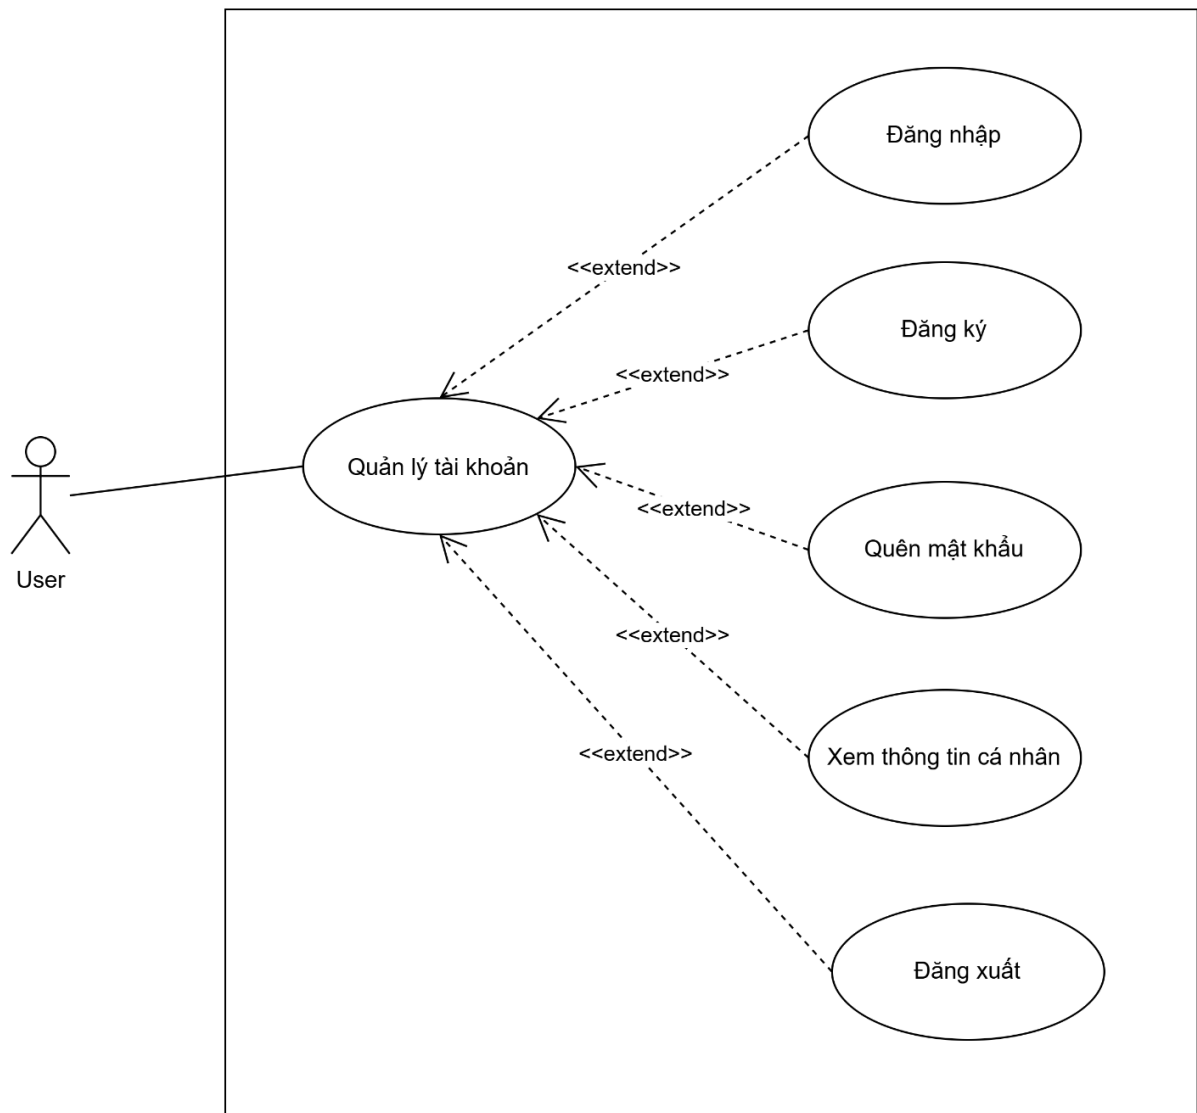 Đăng nhập
<<extend>>
Đăng ký
<<extend>>
Quản lý tài khoản
<<extend>>
Quên mật khẩu
User
<<extend>>
Xem thông tin cá nhân
<<extend>>
Đăng xuất